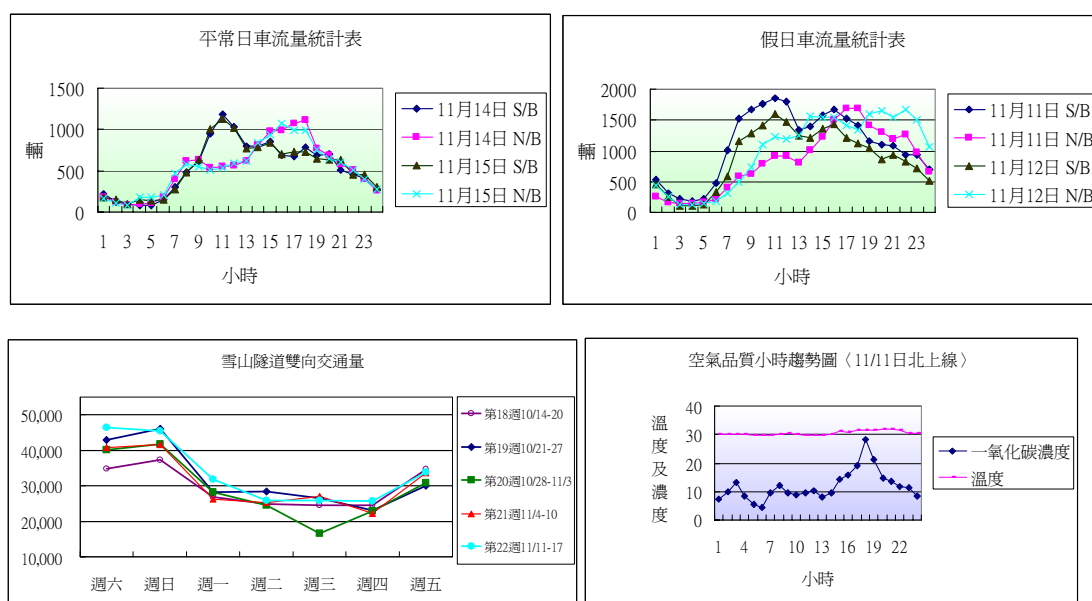 平常日車流量統計表
1500
1000
500
0
輛
1 3 5 7 9 11 13 15 17 19 21 23
小時
11月14日 S/B
11月14日 N/B
11月15日 S/B
11月15日 N/B
假日車流量統計表
2000
1500
1000
500
0
輛
1 3 5 7 9 11 13 15 17 19 21 23
小時
11月11日 S/B
11月11日 N/B
11月12日 S/B
11月12日 N/B
雪山隧道雙向交通量
50,000
40,000
30,000
20,000
10,000
週六 週日 週一 週二 週三 週四 週五
第18週10/14-20
第19週10/21-27
第20週10/28-11/3
第21週11/4-10
第22週11/11-17
空氣品質小時趨勢圖〈11/11日北上線〉
40
30
20
10
0
溫度及濃度
1 4 7 10 13 16 19 22
小時
一氧化碳濃度
溫度